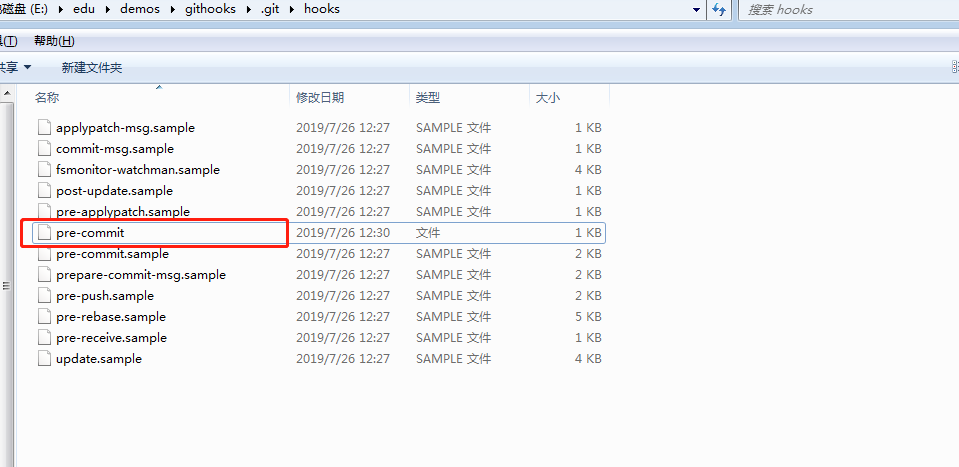 磁盘 (E:) edu demos githooks .git hooks 搜索 hooks
(T) 帮助(H)
共享 新建文件夹
名称 修改日期 类型 大小
applypatch-msg.sample 2019/7/26 12:27 SAMPLE 文件 1 KB
commit-msg.sample 2019/7/26 12:27 SAMPLE 文件 1 KB
fsmonitor-watchman.sample 2019/7/26 12:27 SAMPLE 文件 4 KB
post-update.sample 2019/7/26 12:27 SAMPLE 文件 1 KB
pre-applypatch.sample 2019/7/26 12:27 SAMPLE 文件 1 KB
pre-commit 2019/7/26 12:30 文件 1 KB
pre-commit.sample 2019/7/26 12:27 SAMPLE 文件 2 KB
prepare-commit-msg.sample 2019/7/26 12:27 SAMPLE 文件 2 KB
pre-push.sample 2019/7/26 12:27 SAMPLE 文件 2 KB
pre-rebase.sample 2019/7/26 12:27 SAMPLE 文件 5 KB
pre-receive.sample 2019/7/26 12:27 SAMPLE 文件 1 KB
update.sample 2019/7/26 12:27 SAMPLE 文件 4 KB